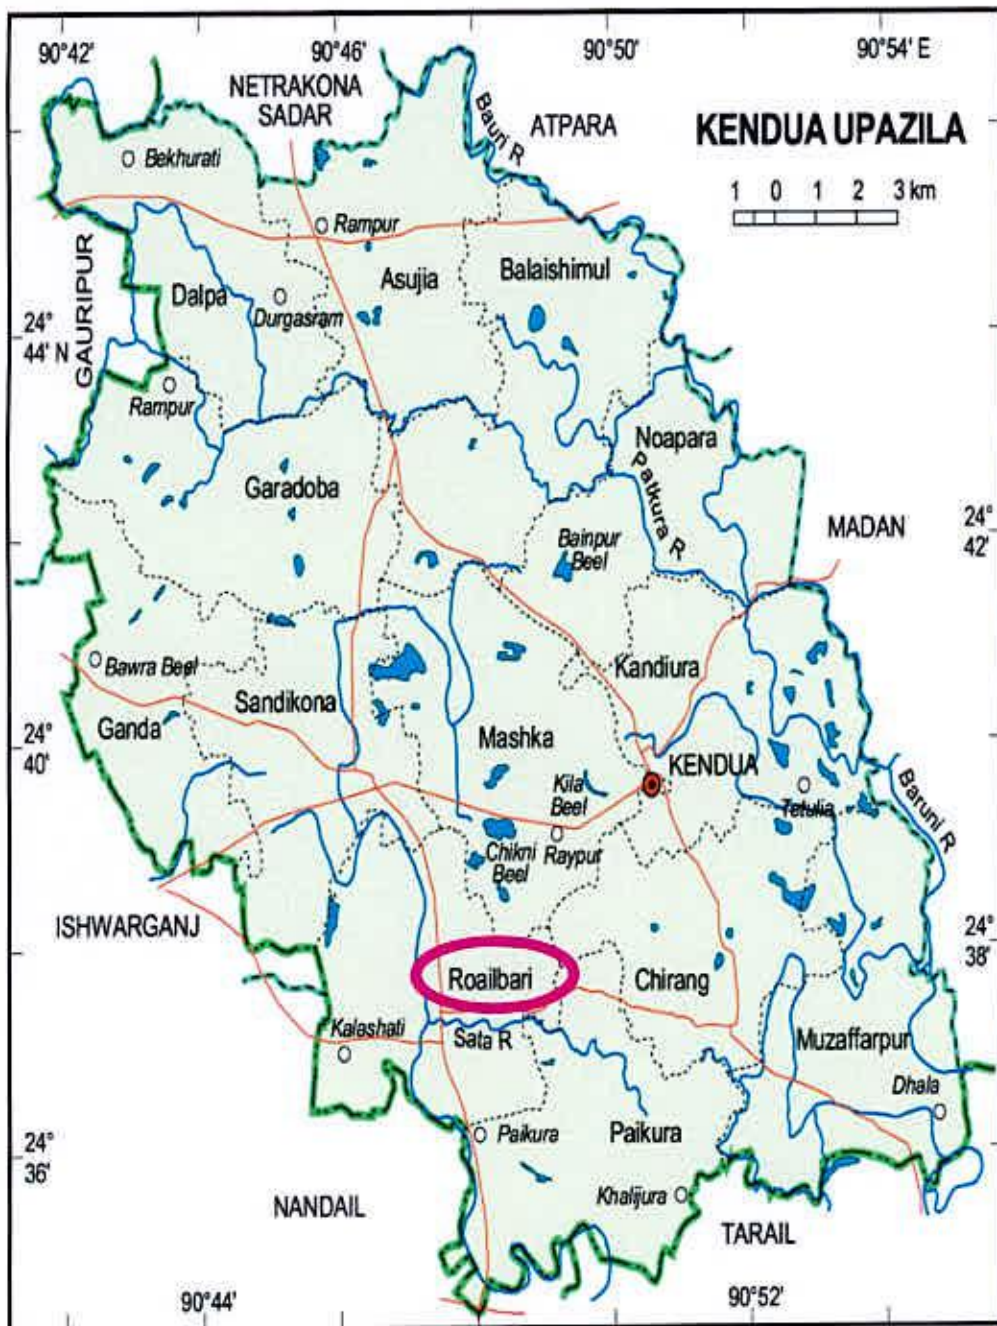 90°42'
90°46'
90°50'
90°54' E
NETRAKONA
SADAR
ATPARA
Bauri R
KENDUA UPAZILA
1 0 1 2 3 km
Bekhurati
Rampur
GAURIPUR
Dalpa
Durgasram
Asujia
Balaishimul
24°
44' N
Rampur
Noapara
Garadoba
Patkura R
MADAN
24°
42'
Bainpur
Beel
Bawra Beel
Kandiura
Sandikona
Ganda
24°
40'
Mashka
KENDUA
Kila
Beel
Tetulia
Baruni R
Chikni
Beel
Raypur
ISHWARGANJ
24°
38'
Roailbari
Chirang
Kalashati
Sata R
Muzaffarpur
Dhala
24°
36'
Paikura
Paikura
NANDAIL
Khalijura
TARAIL
90°44'
90°52'